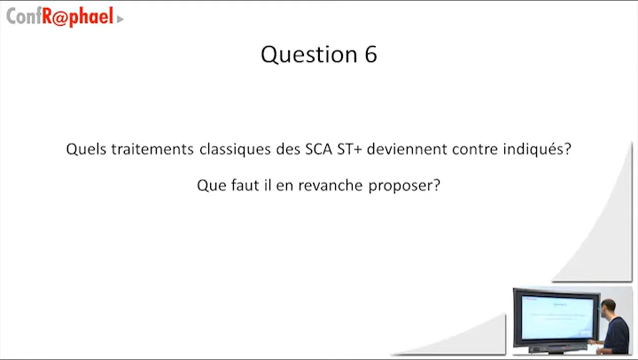 ConfR@phael
Question 6
Quels traitements classiques des SCA ST+ deviennent contre indiqués?
Que faut il en revanche proposer?